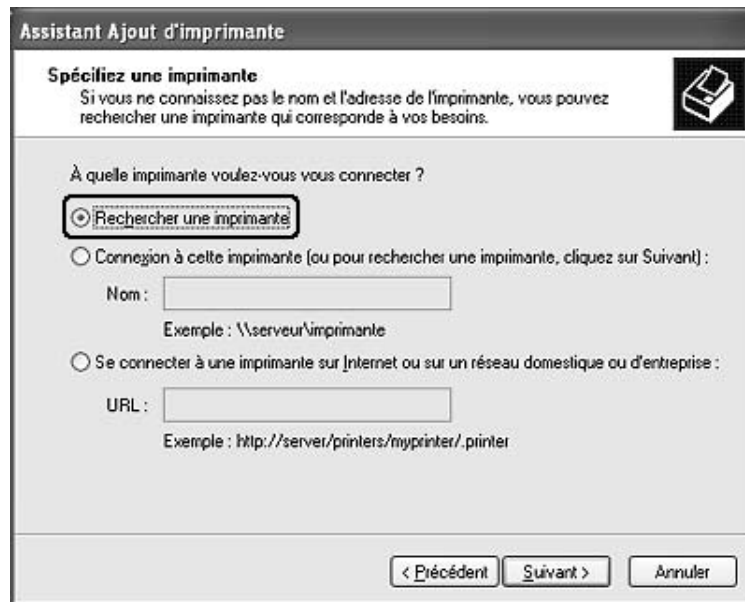 Assistant Ajout d'imprimante
Spécifiez une imprimante
Si vous ne connaissez pas le nom et l'adresse de l'imprimante, vous pouvez
rechercher une imprimante qui corresponde à vos besoins.
À quelle imprimante voulez-vous vous connecter ?
Rechercher une imprimante
Connexion à cette imprimante (ou pour rechercher une imprimante, cliquez sur Suivant) :
Nom :
Exemple : \\serveur\imprimante
Se connecter à une imprimante sur Internet ou sur un réseau domestique ou d'entreprise :
URL :
Exemple : http://server/printers/myprinter/.printer
< Précédent
Suivant >
Annuler